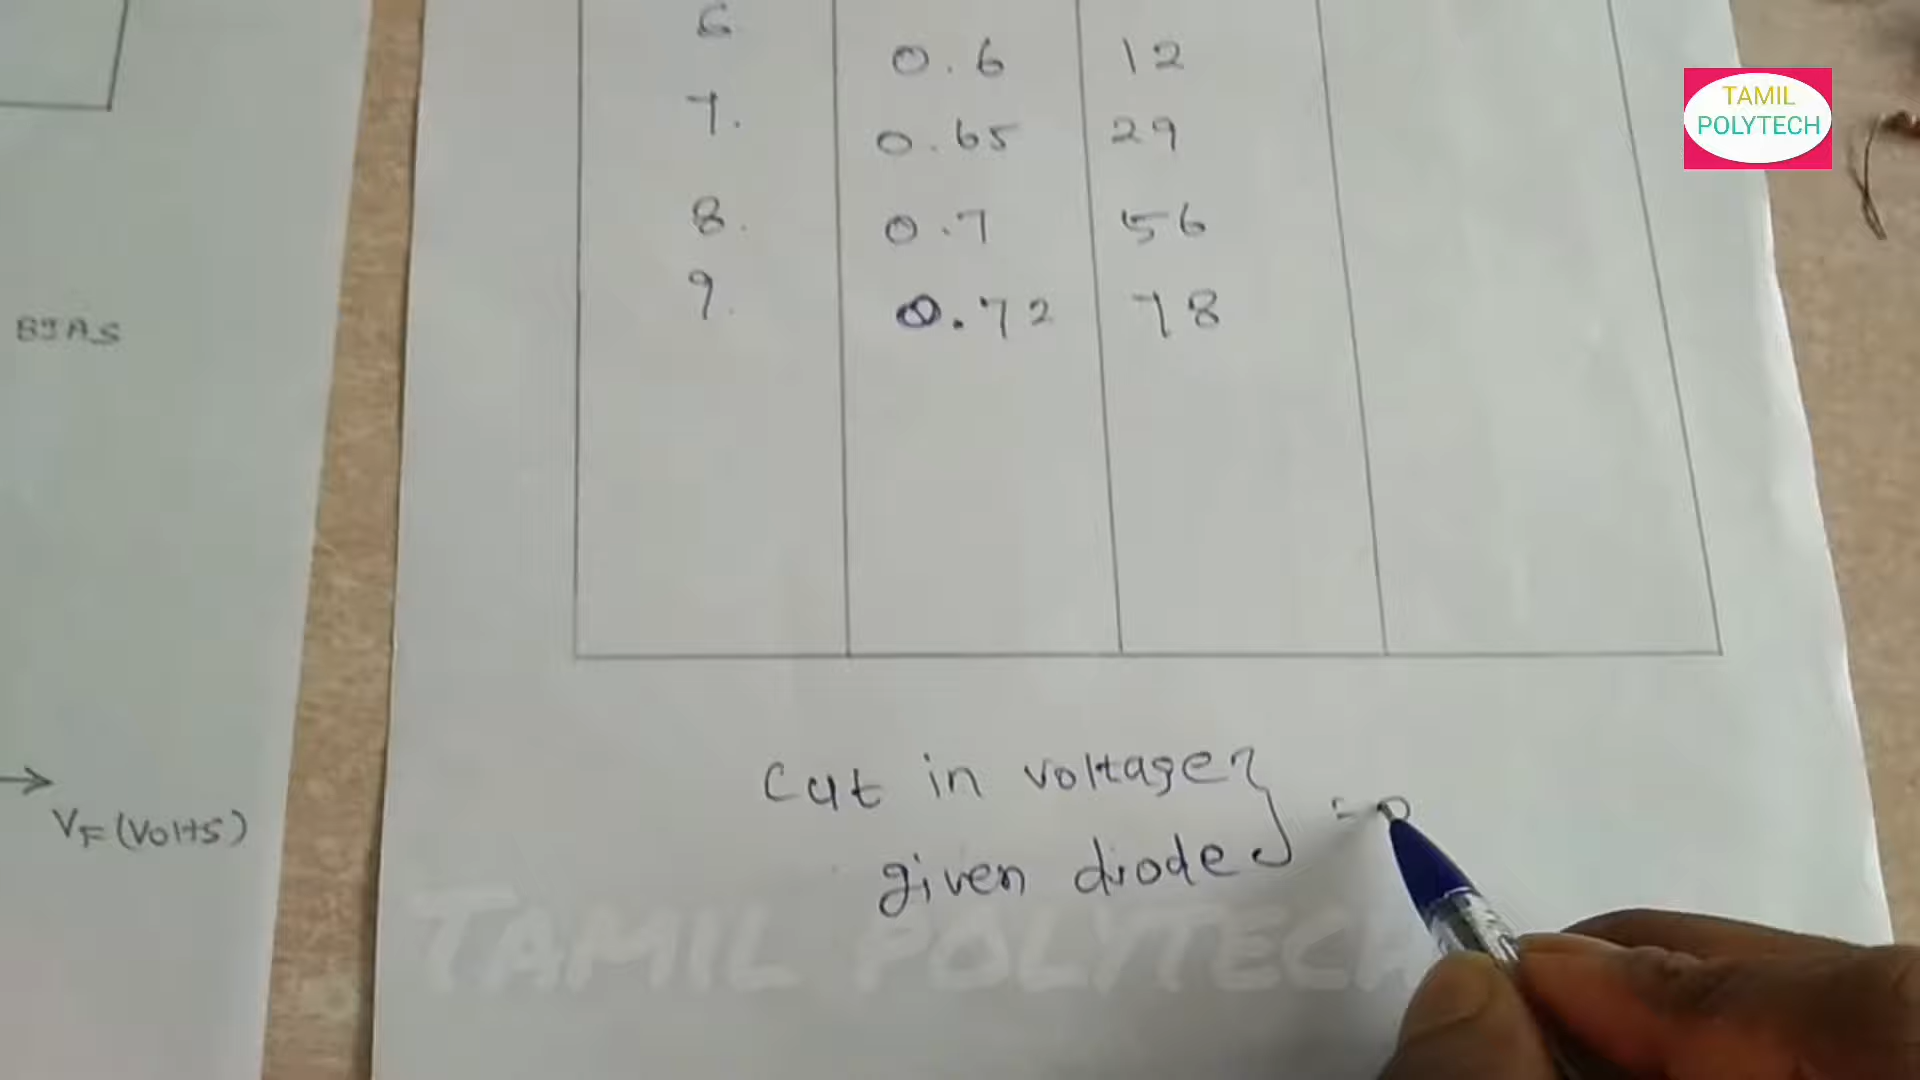 6
0.6 12
7.
0.65 29
8. 0.7 56
9. 0.72 78
TAMIL
POLYTECH
BIAS
VF (Volts)
Cut in voltage
given diode
= 0
TAMIL POLYTECH